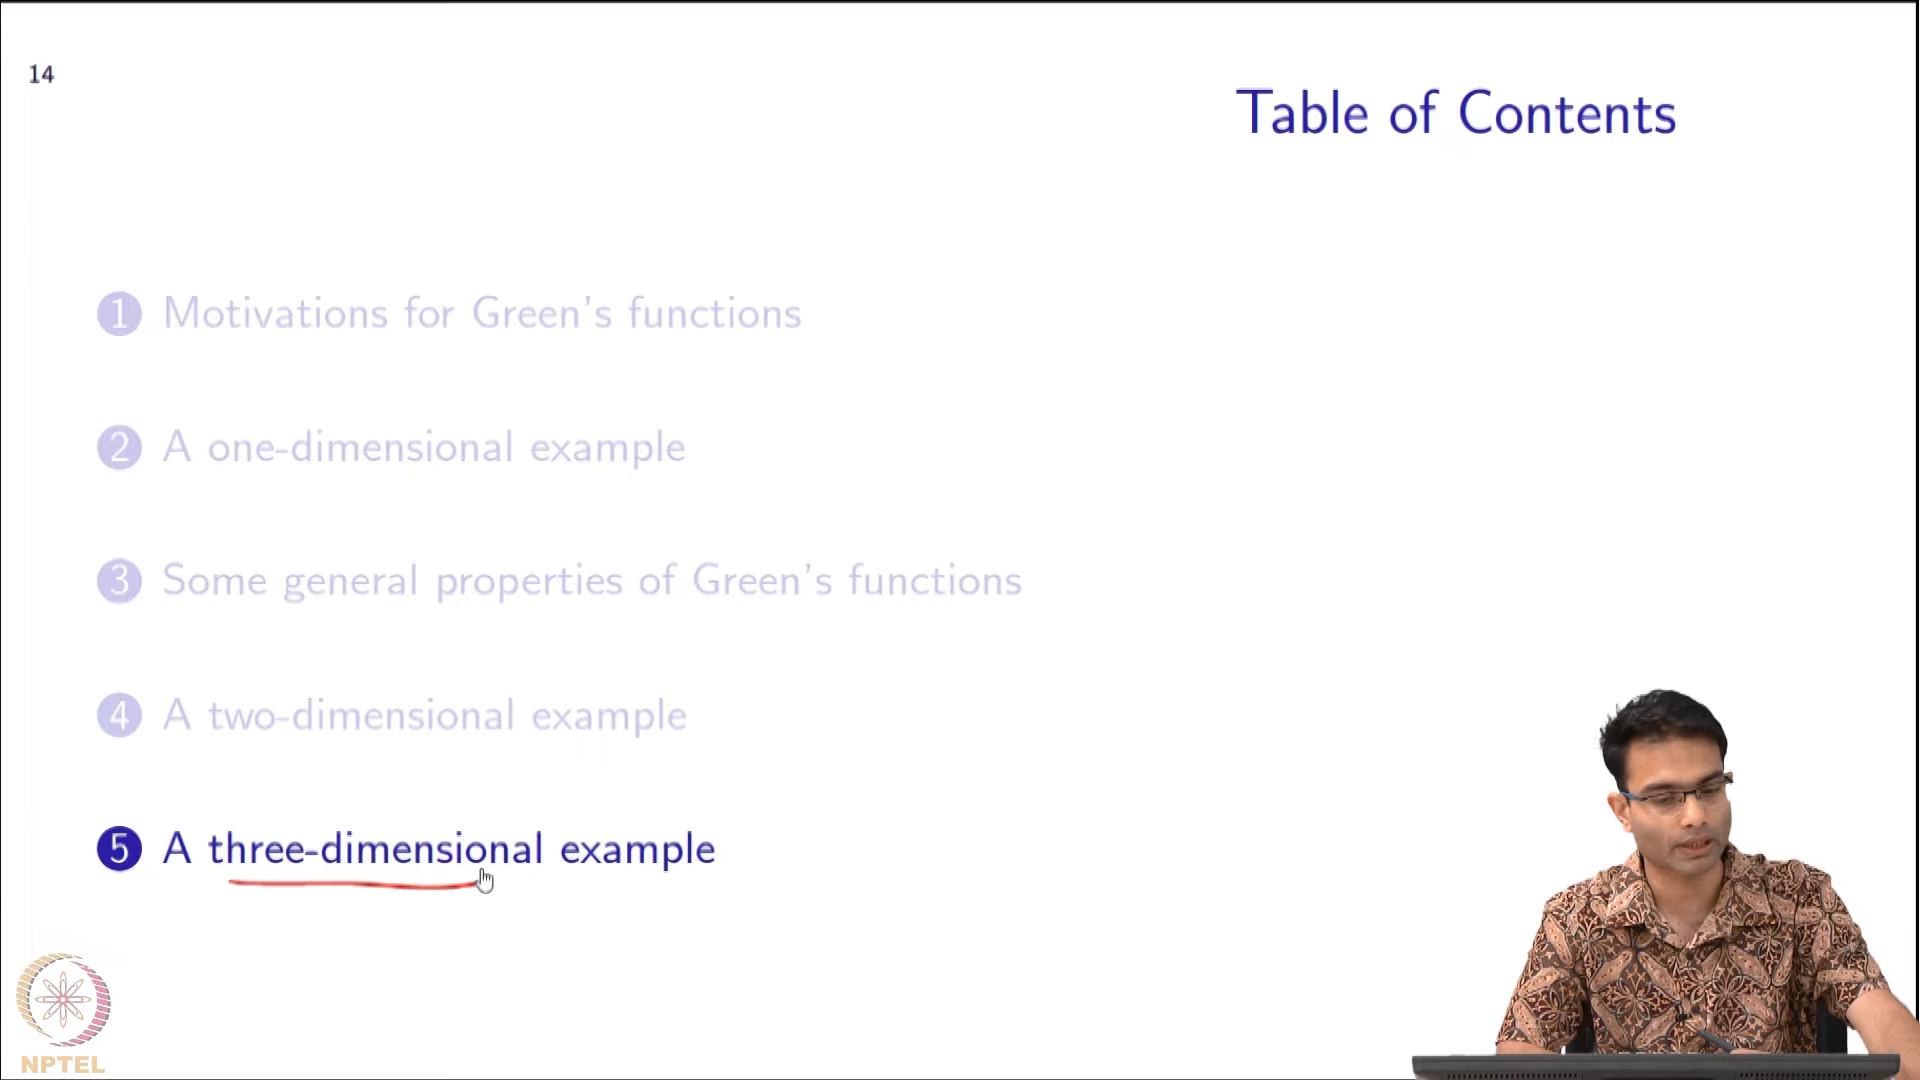 14
Table of Contents
1 Motivations for Green's functions
2 A one-dimensional example
3 Some general properties of Green's functions
4 A two-dimensional example
5 A three-dimensional example
NPTEL